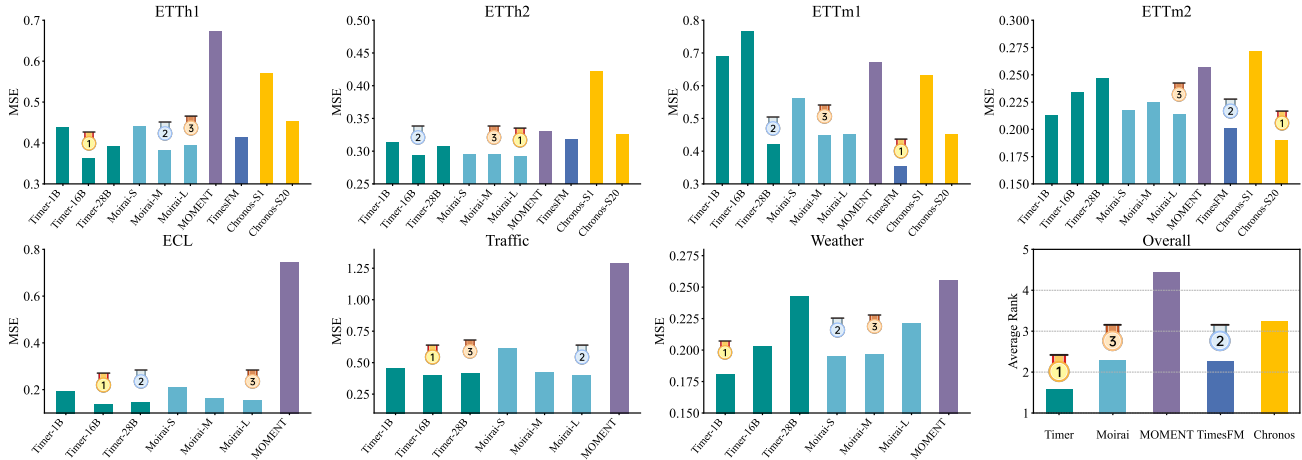 ETTh1
0.7
0.6
0.5
0.4
0.3
MSE
1
2
3
Timer-1B
Timer-16B
Timer-28B
Moirai-S
Moirai-M
Moirai-L
MOMENT
TimesFM
Chronos-S1
Chronos-S20
ETTh2
0.50
0.45
0.40
0.35
0.30
0.25
MSE
2
3
1
Timer-1B
Timer-16B
Timer-28B
Moirai-S
Moirai-M
Moirai-L
MOMENT
TimesFM
Chronos-S1
Chronos-S20
ETTm1
0.8
0.7
0.6
0.5
0.4
0.3
MSE
2
3
1
Timer-1B
Timer-16B
Timer-28B
Moirai-S
Moirai-M
Moirai-L
MOMENT
TimesFM
Chronos-S1
Chronos-S20
ETTm2
0.300
0.275
0.250
0.225
0.200
0.175
0.150
MSE
3
2
1
Timer-1B
Timer-16B
Timer-28B
Moirai-S
Moirai-M
Moirai-L
MOMENT
TimesFM
Chronos-S1
Chronos-S20
ECL
0.8
0.6
0.4
0.2
MSE
1
2
3
Timer-1B
Timer-16B
Timer-28B
Moirai-S
Moirai-M
Moirai-L
MOMENT
Traffic
1.25
1.00
0.75
0.50
0.25
MSE
1
3
2
Timer-1B
Timer-16B
Timer-28B
Moirai-S
Moirai-M
Moirai-L
MOMENT
Weather
0.275
0.250
0.225
0.200
0.175
0.150
MSE
1
2
3
Timer-1B
Timer-16B
Timer-28B
Moirai-S
Moirai-M
Moirai-L
MOMENT
Overall
5
4
3
2
1
Average Rank
1
3
2
Timer
Moirai
MOMENT
TimesFM
Chronos